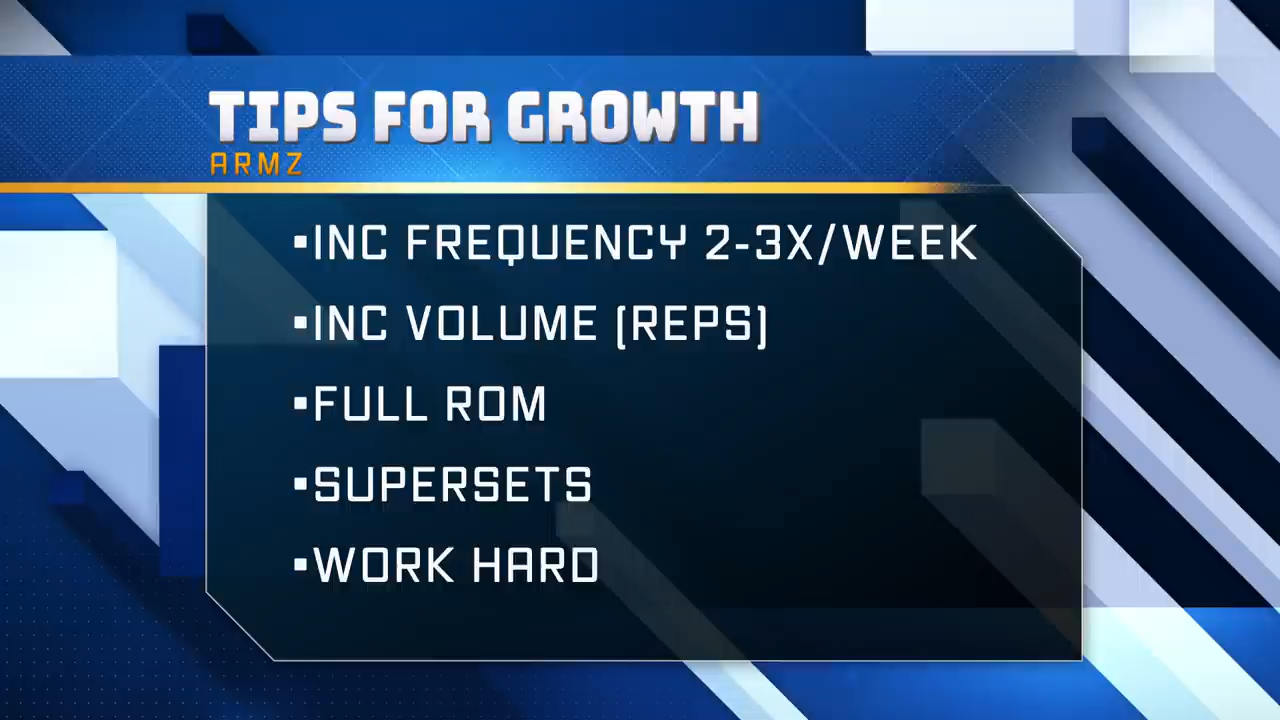 TIPS FOR GROWTH
ARMZ
▪INC FREQUENCY 2-3X/WEEK
▪INC VOLUME (REPS)
▪FULL ROM
▪SUPERSETS
▪WORK HARD